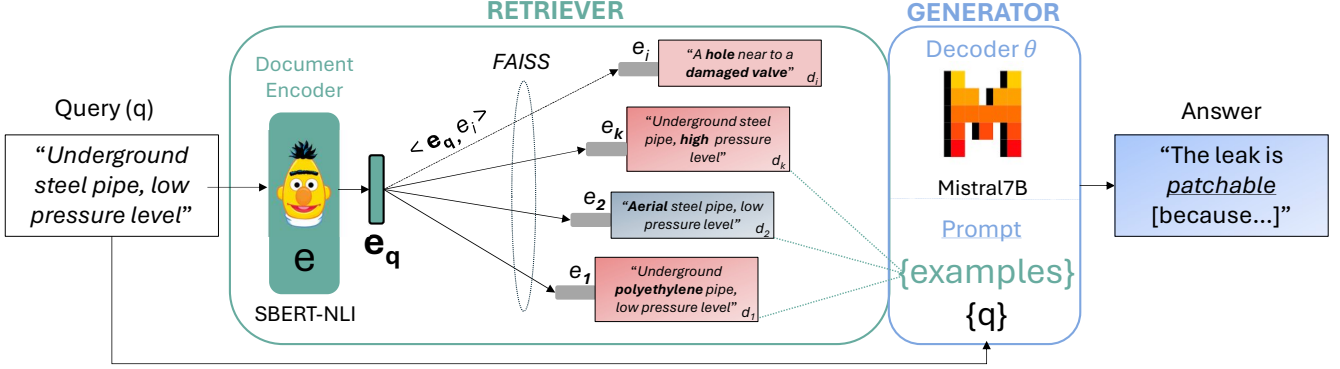 RETRIEVER
GENERATOR
Query (q)
“Underground
steel pipe, low
pressure level”
Document
Encoder
e
SBERT-NLI
e_q
FAISS
< e_q, e_i >
e_i
“A hole near to a
damaged valve”
d_i
e_k
“Underground steel
pipe, high pressure
level”
d_k
e_2
“Aerial steel pipe, low
pressure level”
d_2
e_1
“Underground
polyethylene pipe,
low pressure level”
d_1
Decoder θ
Mistral7B
Prompt
{examples}
{q}
Answer
“The leak is
patchable
[because...]”